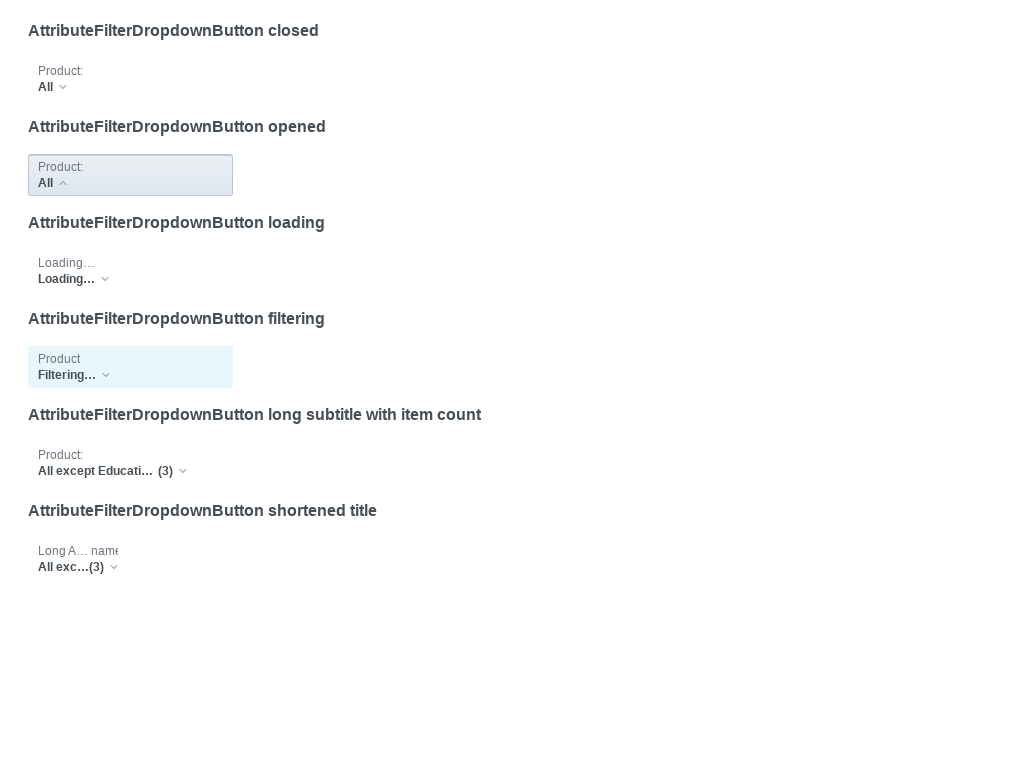 AttributeFilterDropdownButton closed
Product:
All
AttributeFilterDropdownButton opened
Product:
All
AttributeFilterDropdownButton loading
Loading…
Loading…
AttributeFilterDropdownButton filtering
Product
Filtering…
AttributeFilterDropdownButton long subtitle with item count
Product:
All except Educati… (3)
AttributeFilterDropdownButton shortened title
Long A… name
All exc…(3)